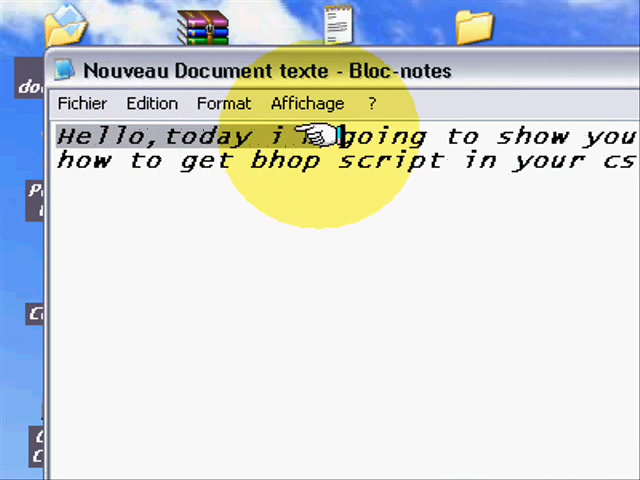 Nouveau Document texte - Bloc-notes
Fichier Edition Format Affichage ?
Hello,today i going to show you
how to get bhop script in your cs